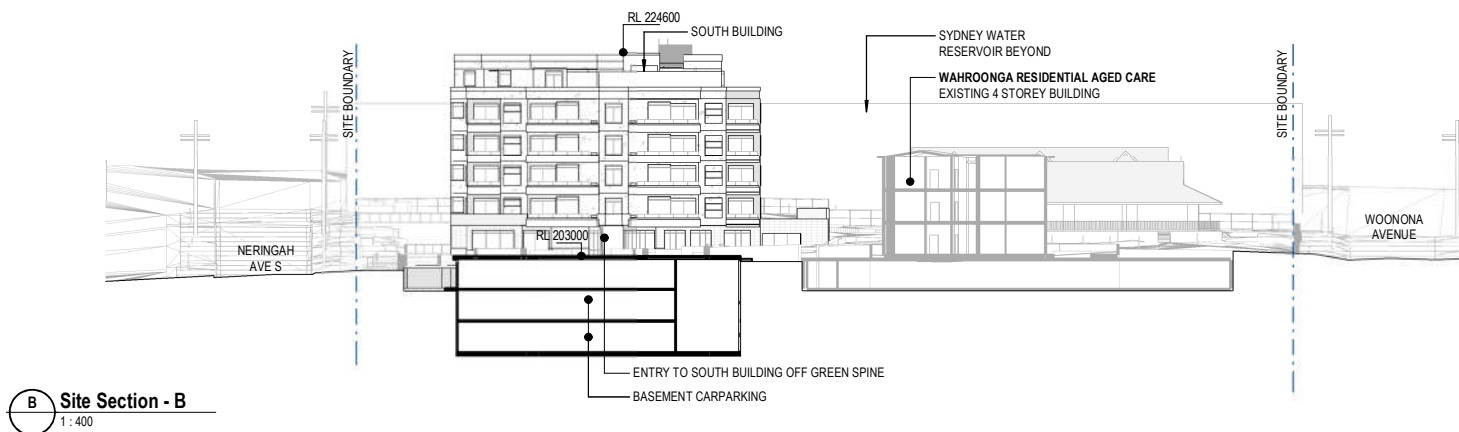 RL 224600
SOUTH BUILDING
SYDNEY WATER
RESERVOIR BEYOND
WAHROONGA RESIDENTIAL AGED CARE
EXISTING 4 STOREY BUILDING
SITE BOUNDARY
SITE BOUNDARY
NERINGAH
AVE S
RL 203000
WOONONA
AVENUE
ENTRY TO SOUTH BUILDING OFF GREEN SPINE
BASEMENT CARPARKING
B
Site Section - B
1 : 400